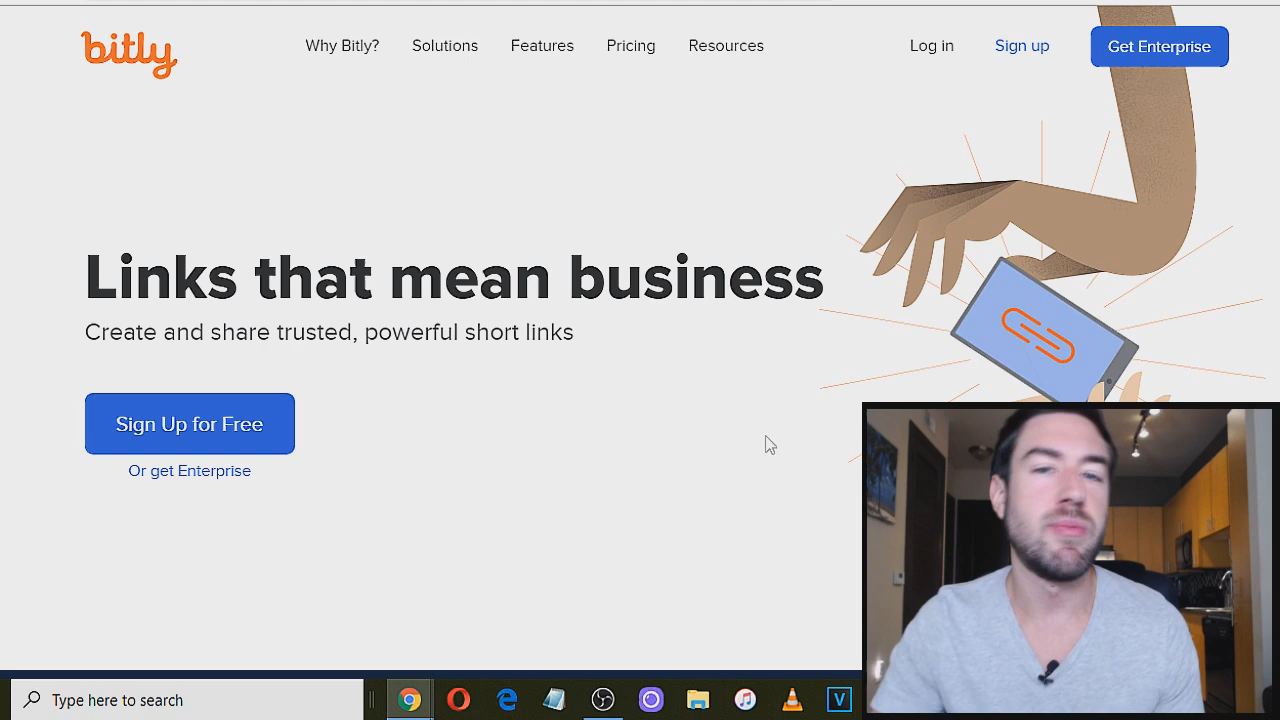 bitly
Why Bitly? Solutions Features Pricing Resources Log in Sign up Get Enterprise
Links that mean business
Create and share trusted, powerful short links
Sign Up for Free
Or get Enterprise
Type here to search
V